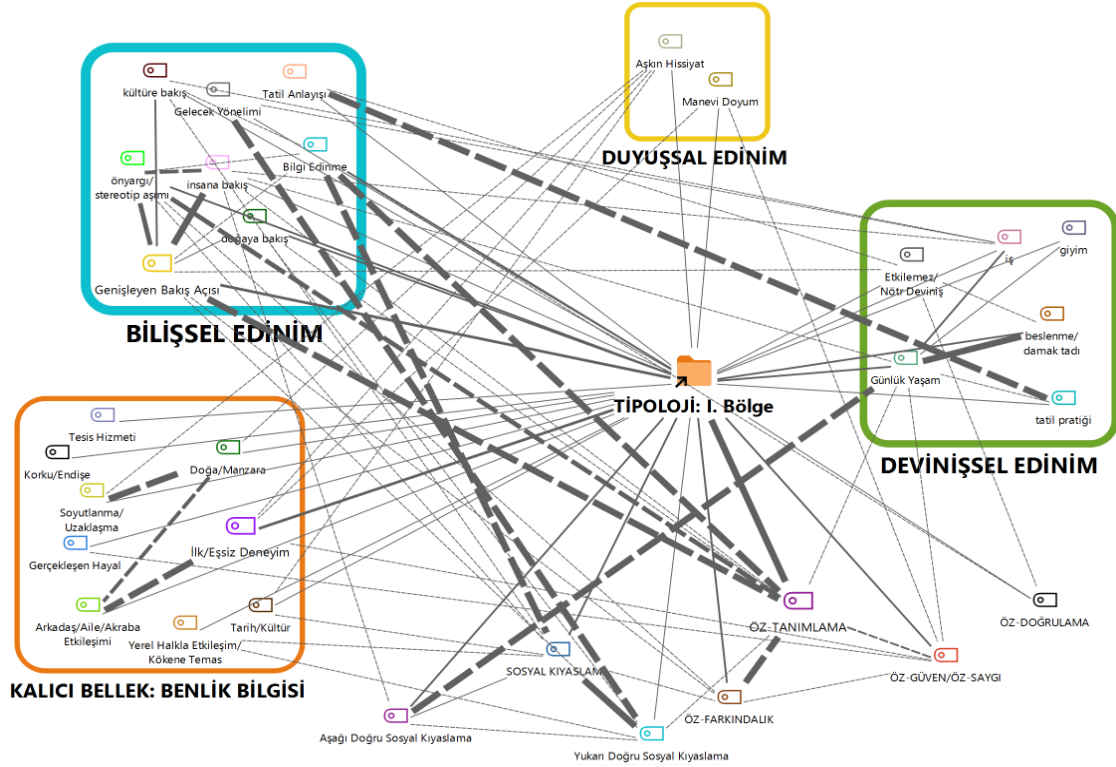 Aşkın Hissiyat
Manevi Doyum
DUYUŞSAL EDİNİM
kültüre bakış
Gelecek Yönelimi
Tatil Anlayışı
önyargı/
stereotip aşımı
insana bakış
Bilgi Edinme
doğaya bakış
Genişleyen Bakış Açısı
BİLİŞSEL EDİNİM
Etkilemez/
Nötr Deviniş
iş
giyim
beslenme/
damak tadı
Günlük Yaşam
tatil pratiği
DEVİNİŞSEL EDİNİM
TİPOLOJİ: I. Bölge
Tesis Hizmeti
Korku/Endişe
Doğa/Manzara
Soyutlanma/
Uzaklaşma
Gerçekleşen Hayal
İlk/Eşsiz Deneyim
Arkadaş/Aile/Akraba
Etkileşimi
Yerel Halkla Etkileşim/
Kökene Temas
Tarih/Kültür
KALICI BELLEK: BENLİK BİLGİSİ
ÖZ-TANIMLAMA
ÖZ-DOĞRULAMA
SOSYAL KIYASLAMA
ÖZ-GÜVEN/ÖZ-SAYGI
ÖZ-FARKINDALIK
Aşağı Doğru Sosyal Kıyaslama
Yukarı Doğru Sosyal Kıyaslama